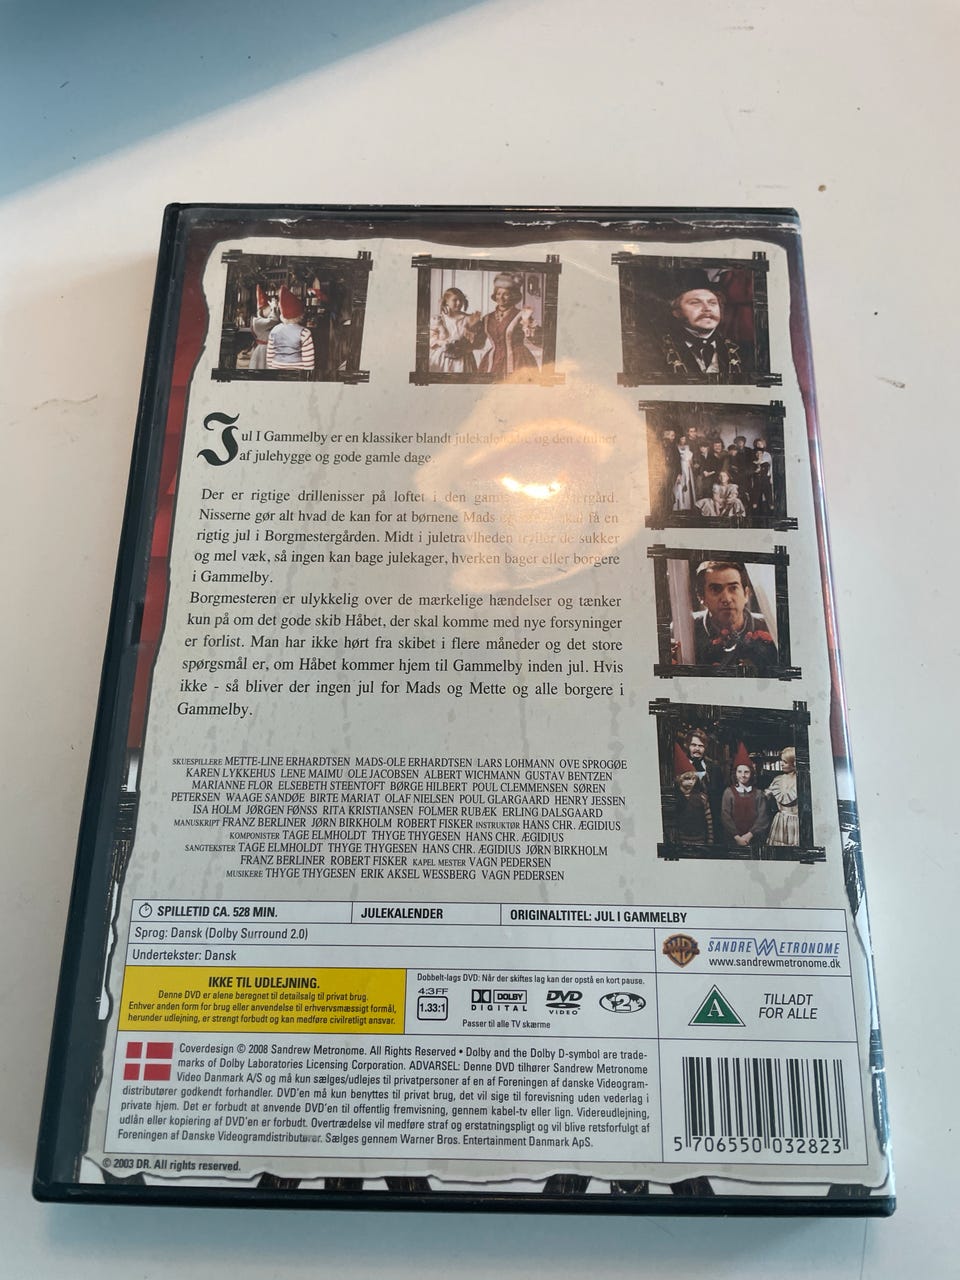 Jul I Gammelby er en klassiker blandt julekalendre og den emmer
af julehygge og gode gamle dage.
Der er rigtige drillenisser på loftet i den
Nisserne gør alt hvad de kan for at børnene Mads skal få en
rigtig jul i Borgmestergården. Midt i juletravlheden tryller de sukker
og mel væk, så ingen kan bage julekager, hverken bager eller borgere
i Gammelby.
Borgmesteren er ulykkelig over de mærkelige hændelser og tænker
kun på om det gode skib Håbet, der skal komme med nye forsyninger
er forlist. Man har ikke hørt fra skibet i flere måneder og det store
spørgsmål er, om Håbet kommer hjem til Gammelby inden jul. Hvis
ikke - så bliver der ingen jul for Mads og Mette og alle borgere i
Gammelby.
SKUESPILLERE METTE-LINE ERHARDTSEN MADS-OLE ERHARDTSEN LARS LOHMANN OVE SPROGØE
KAREN LYKKEHUS LENE MAIMU OLE JACOBSEN ALBERT WICHMANN GUSTAV BENTZEN
MARIANNE FLOR ELSEBETH STEENTOFT BØRGE HILBERT POUL CLEMMENSEN SØREN
PETERSEN WAAGE SANDØE BIRTE MARIAT OLAF NIELSEN POUL GLARGAARD HENRY JESSEN
ISA HOLM JØRGEN FØNSS RITA KRISTIANSEN FOLMER RUBÆK ERLING DALSGAARD
MANUSKRIPT FRANZ BERLINER JØRN BIRKHOLM ROBERT FISKER INSTRUKTØR HANS CHR. ÆGIDIUS
KOMPONISTER TAGE ELMHOLDT THYGE THYGESEN HANS CHR. ÆGIDIUS
SANGTEKSTER TAGE ELMHOLDT THYGE THYGESEN HANS CHR. ÆGIDIUS JØRN BIRKHOLM
FRANZ BERLINER ROBERT FISKER KAPEL MESTER VAGN PEDERSEN
MUSIKERE THYGE THYGESEN ERIK AKSEL WESSBERG VAGN PEDERSEN
SPILLETID CA. 528 MIN. JULEKALENDER ORIGINALTITEL: JUL I GAMMELBY
Sprog: Dansk (Dolby Surround 2.0)
Undertekster: Dansk
WB SANDREW METRONOME
www.sandrewmetronome.dk
IKKE TIL UDLEJNING.
Denne DVD er alene beregnet til detailsalg til privat brug.
Enhver anden form for brug eller anvendelse til erhvervsmæssigt formål,
herunder udlejning, er strengt forbudt og kan medføre civilretligt ansvar.
Dobbelt-lags DVD: Når der skiftes lag kan der opstå en kort pause.
4:3 FF
1.33:1
DOLBY
DIGITAL
DVD
VIDEO
2
Passer til alle TV skærme
A
TILLADT
FOR ALLE
Coverdesign © 2008 Sandrew Metronome. All Rights Reserved • Dolby and the Dolby D-symbol are trade-
marks of Dolby Laboratories Licensing Corporation. ADVARSEL: Denne DVD tilhører Sandrew Metronome
Video Danmark A/S og må kun sælges/udlejes til privatpersoner af en af Foreningen af danske Videogram-
distributører godkendt forhandler. DVD'en må kun benyttes til privat brug, det vil sige til forevisning uden vederlag i
private hjem. Det er forbudt at anvende DVD'en til offentlig fremvisning, gennem kabel-tv eller lign. Videreudlejning,
udlån eller kopiering af DVD'en er forbudt. Overtrædelse vil medføre straf og erstatningspligt og vil blive retsforfulgt af
Foreningen af Danske Videogramdistributører. Sælges gennem Warner Bros. Entertainment Danmark ApS.
5 706550 032823
© 2003 DR. All rights reserved.